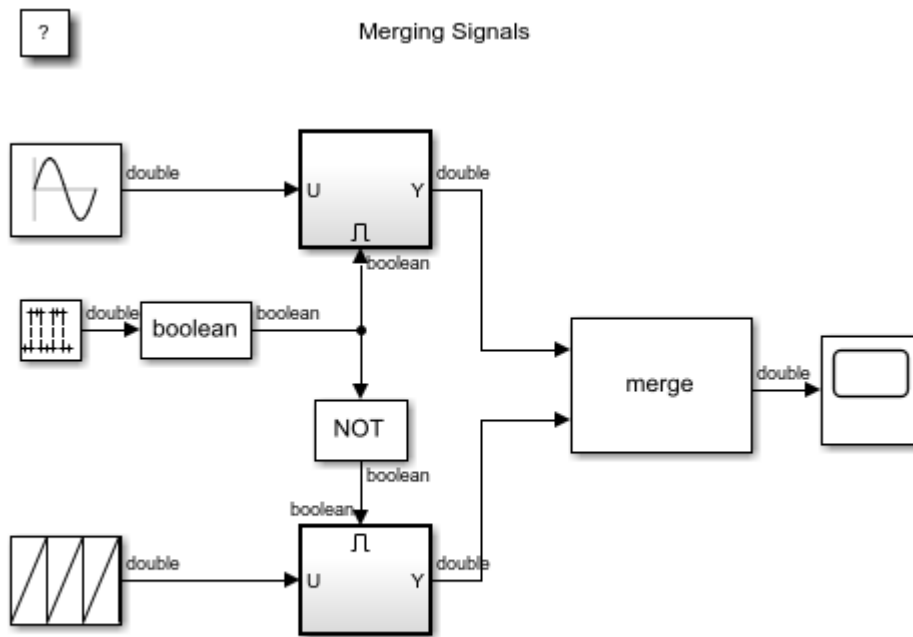 ?
Merging Signals
double
U
Y
double
boolean
double
boolean
boolean
merge
double
NOT
boolean
boolean
double
U
Y
double